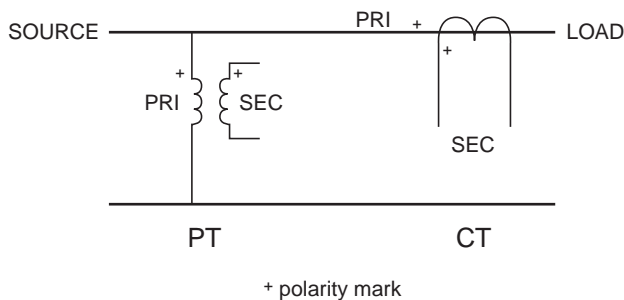 PRI +
SOURCE
LOAD
+
+ +
PRI
SEC
SEC
PT
CT
+ polarity mark